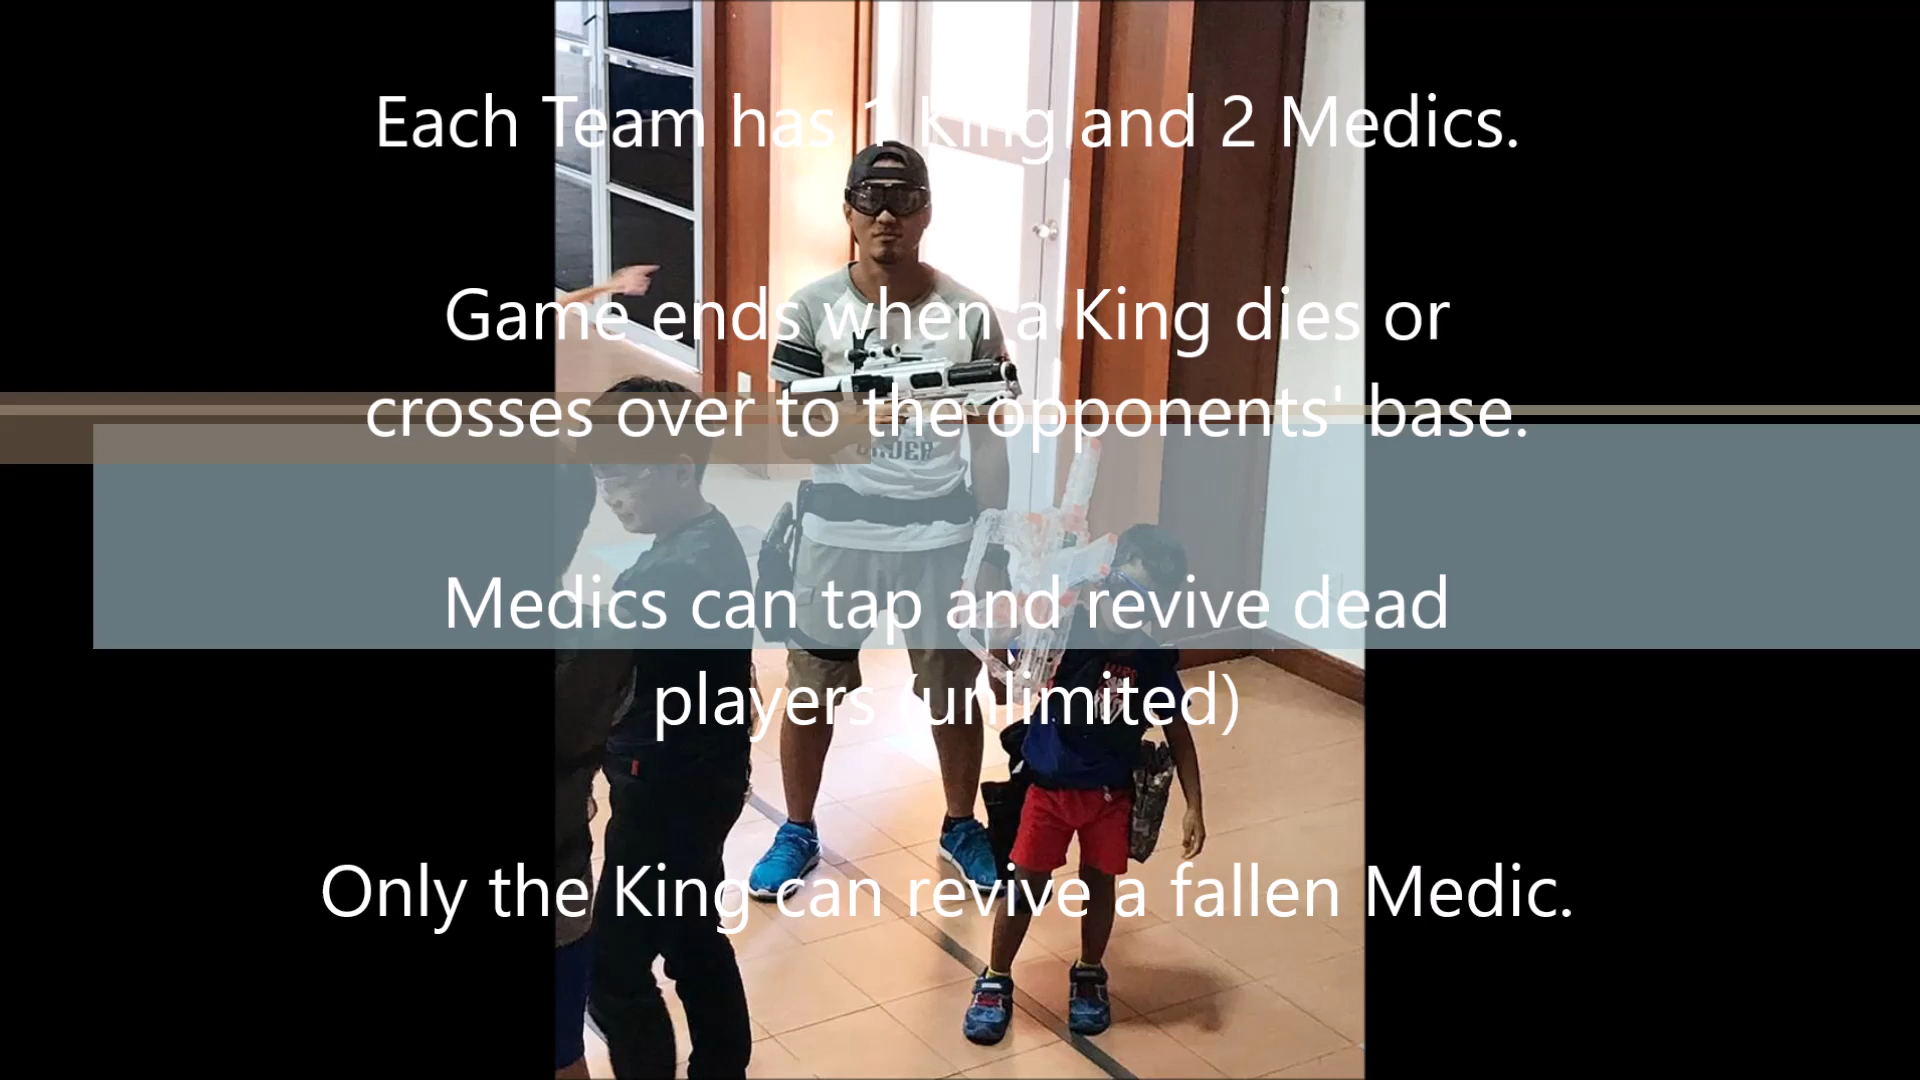 Each Team has 1 King and 2 Medics.
Game ends when a King dies or
crosses over to the opponents' base.
UNDER
Medics can tap and revive dead
players (unlimited)
Only the King can revive a fallen Medic.